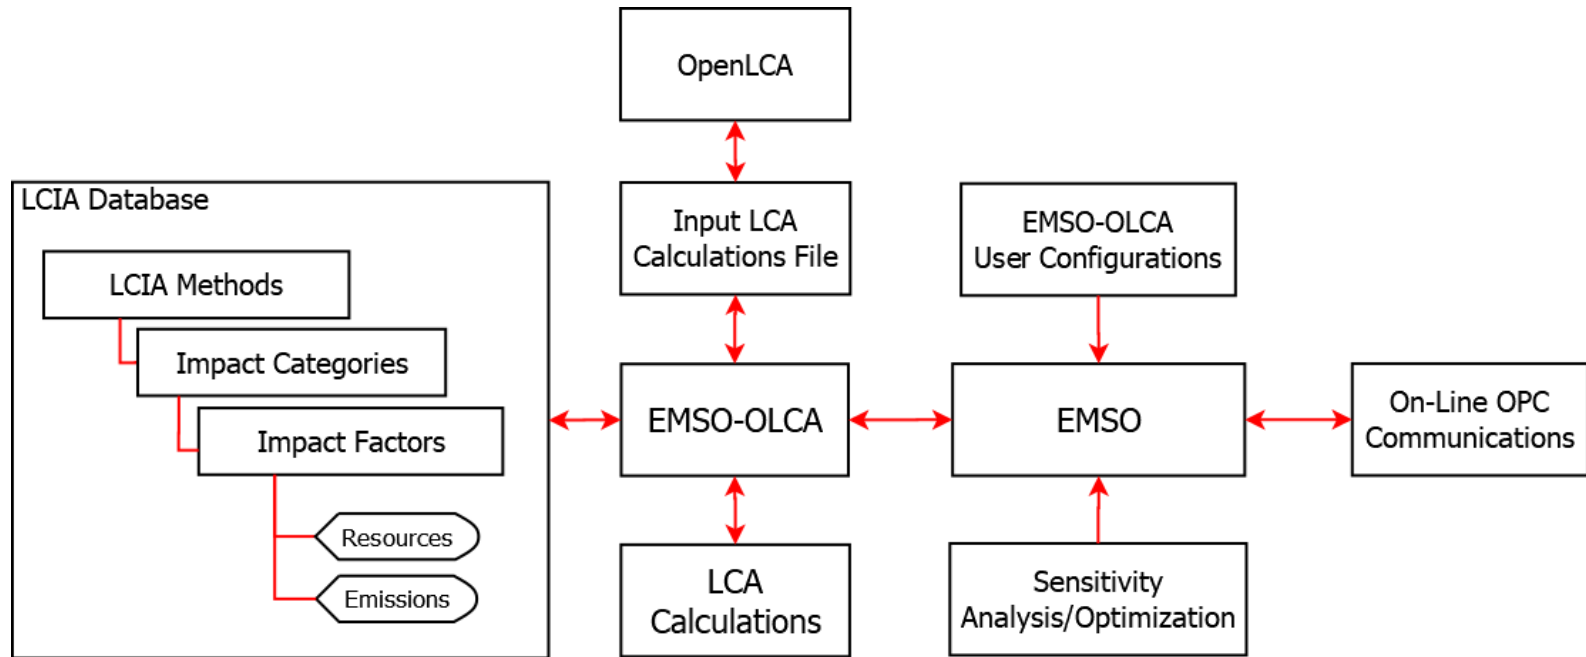 OpenLCA
LCIA Database
LCIA Methods
Impact Categories
Impact Factors
Resources
Emissions
Input LCA
Calculations File
EMSO-OLCA
User Configurations
EMSO-OLCA
EMSO
On-Line OPC
Communications
LCA
Calculations
Sensitivity
Analysis/Optimization